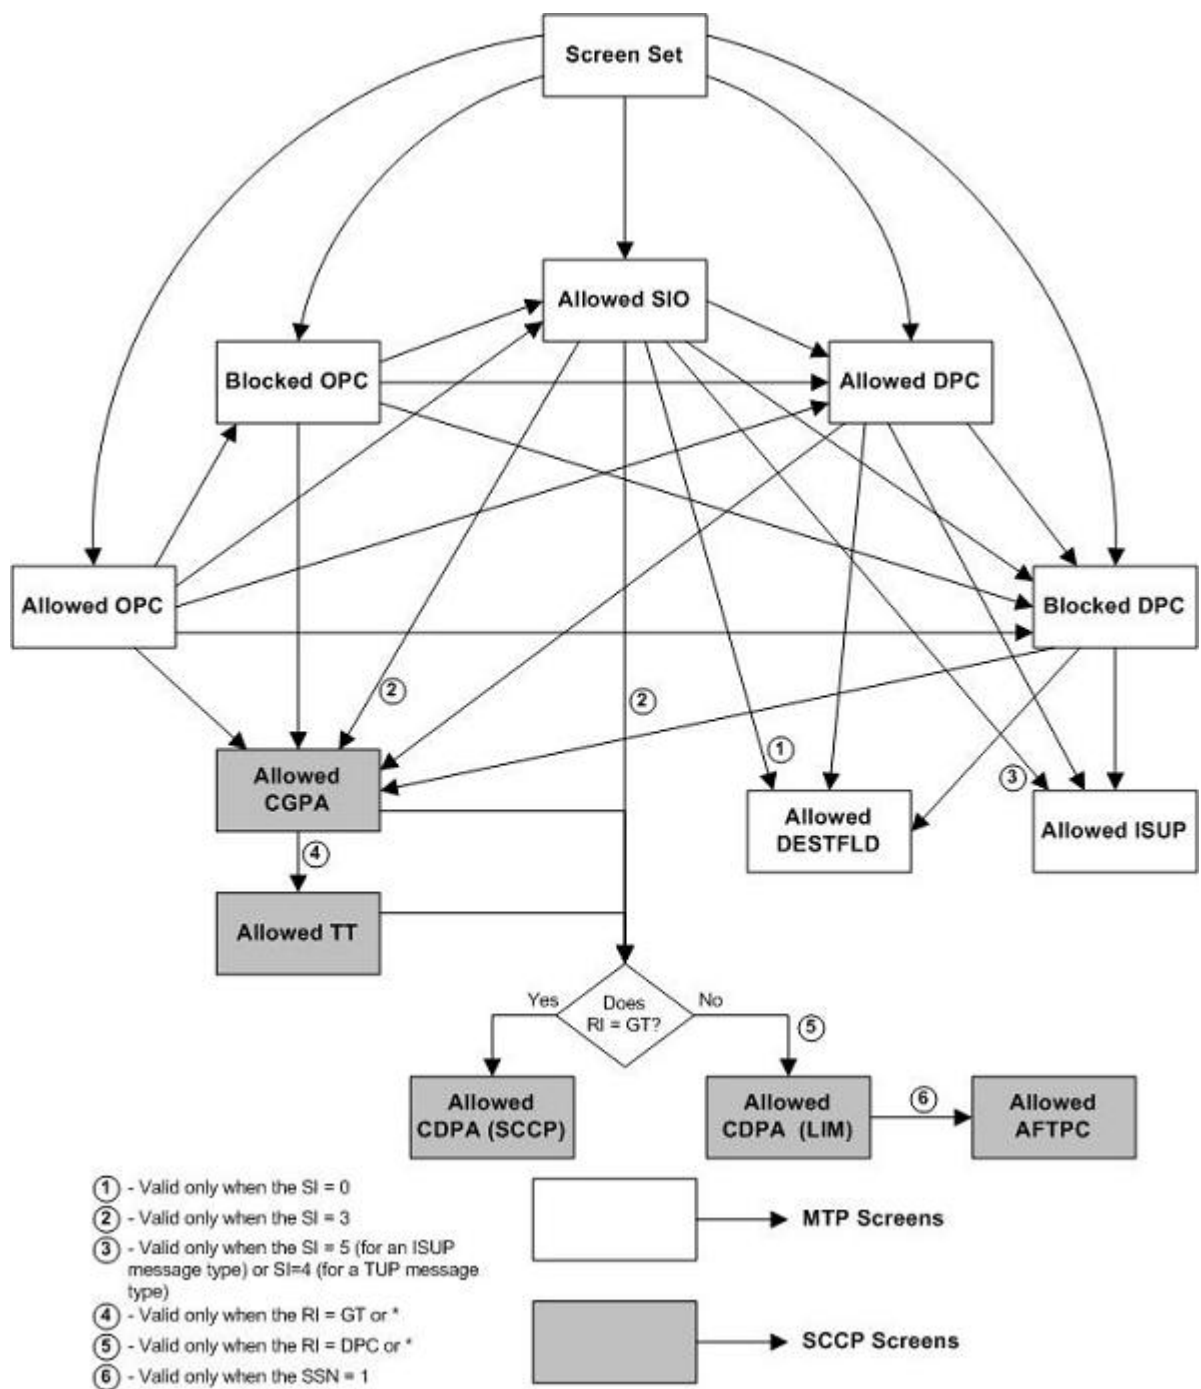 Screen Set
Allowed SIO
Blocked OPC
Allowed DPC
Allowed OPC
Blocked DPC
2
2
1
3
Allowed
CGPA
Allowed
DESTFLD
Allowed ISUP
4
Allowed TT
Yes
Does
RI = GT?
No
5
Allowed
CDPA (SCCP)
Allowed
CDPA (LIM)
6
Allowed
AFTPC
1 - Valid only when the SI = 0
2 - Valid only when the SI = 3
3 - Valid only when the SI = 5 (for an ISUP
message type) or SI=4 (for a TUP message
type)
4 - Valid only when the RI = GT or *
5 - Valid only when the RI = DPC or *
6 - Valid only when the SSN = 1
MTP Screens
SCCP Screens